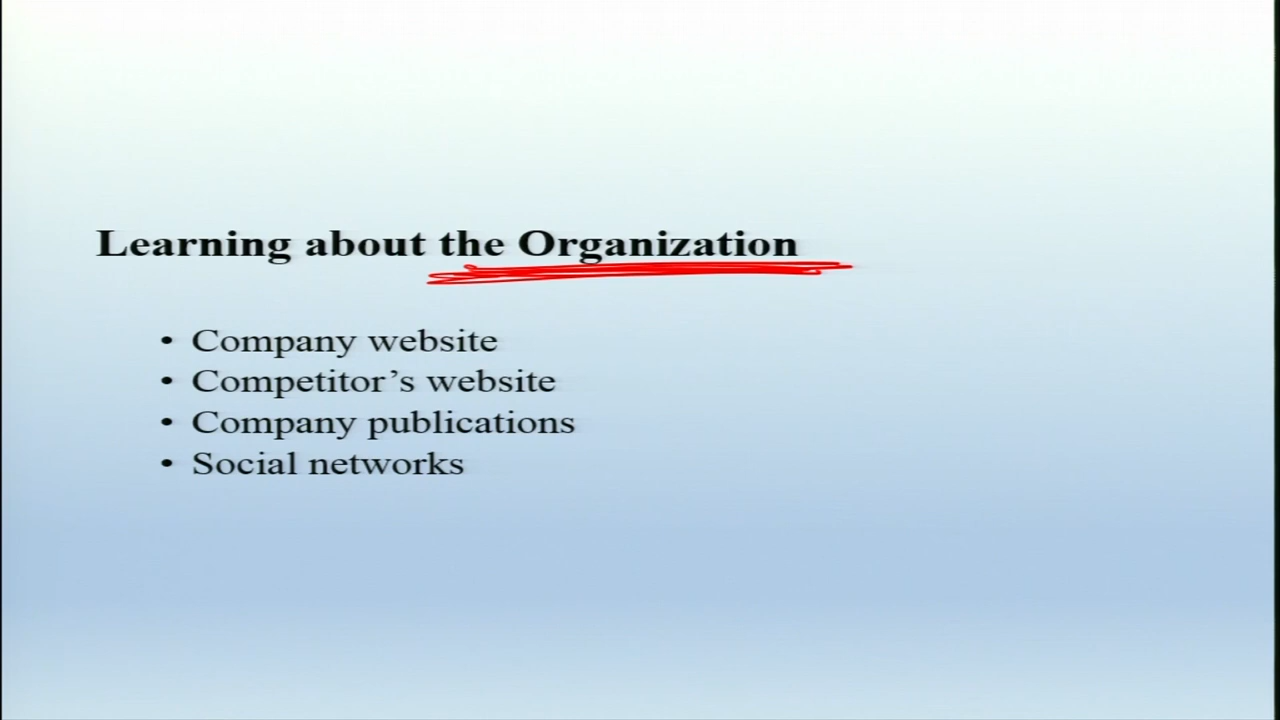 Learning about the Organization
• Company website
• Competitor’s website
• Company publications
• Social networks